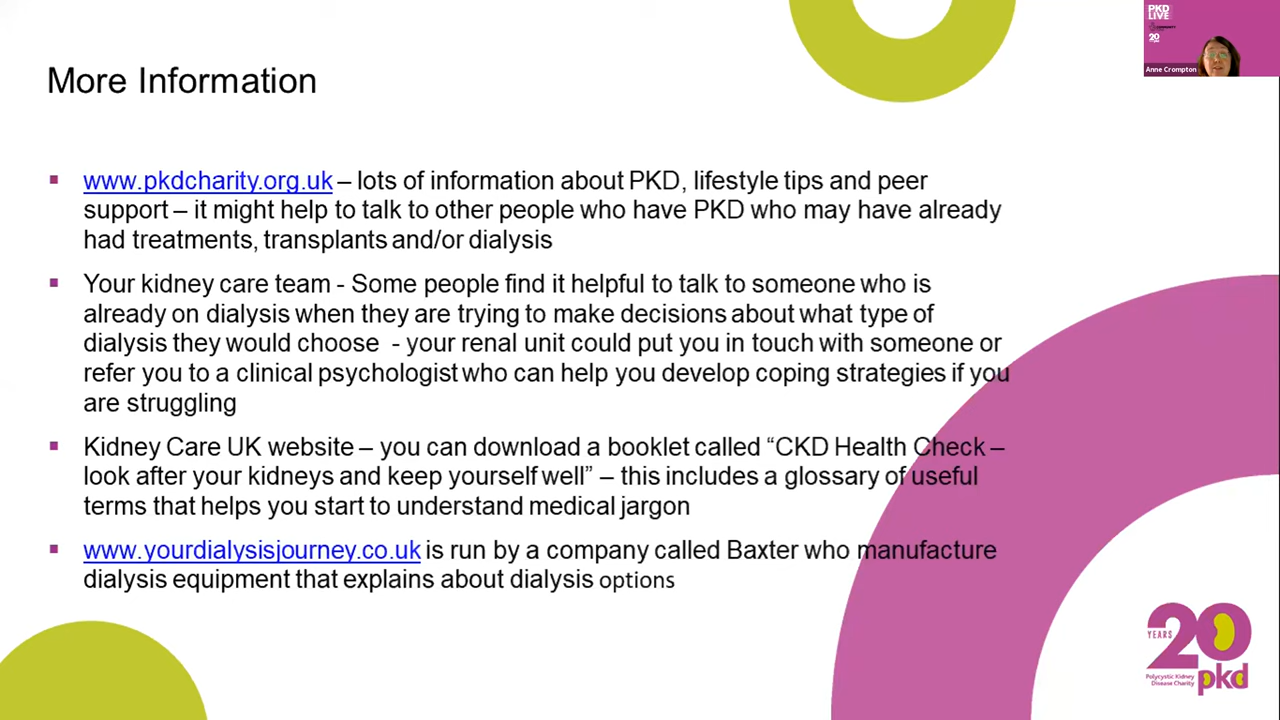 More Information
▪ www.pkdcharity.org.uk – lots of information about PKD, lifestyle tips and peer
support – it might help to talk to other people who have PKD who may have already
had treatments, transplants and/or dialysis
▪ Your kidney care team - Some people find it helpful to talk to someone who is
already on dialysis when they are trying to make decisions about what type of
dialysis they would choose - your renal unit could put you in touch with someone or
refer you to a clinical psychologist who can help you develop coping strategies if you
are struggling
▪ Kidney Care UK website – you can download a booklet called “CKD Health Check –
look after your kidneys and keep yourself well” – this includes a glossary of useful
terms that helps you start to understand medical jargon
▪ www.yourdialysisjourney.co.uk is run by a company called Baxter who manufacture
dialysis equipment that explains about dialysis options
PKD
LIVE
20
Anne Crompton
20
YEARS
Polycystic Kidney
Disease Charity
pkd